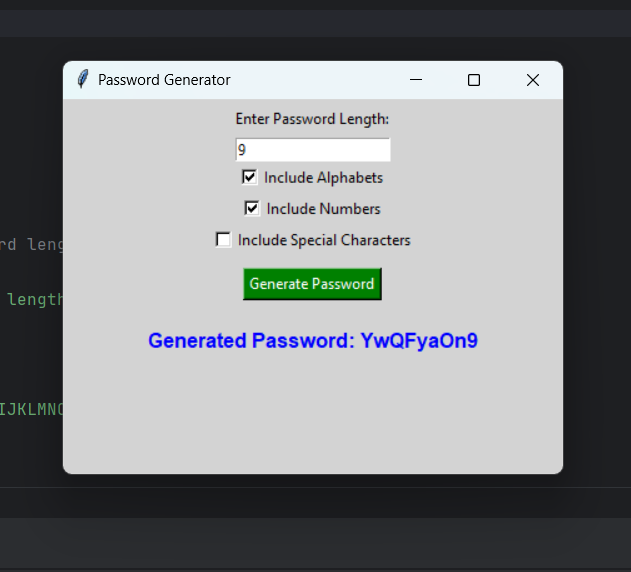 Password Generator
Enter Password Length:
9
Include Alphabets
Include Numbers
Include Special Characters
Generate Password
Generated Password: YwQFyaOn9
rd leng
length
IJKLMN